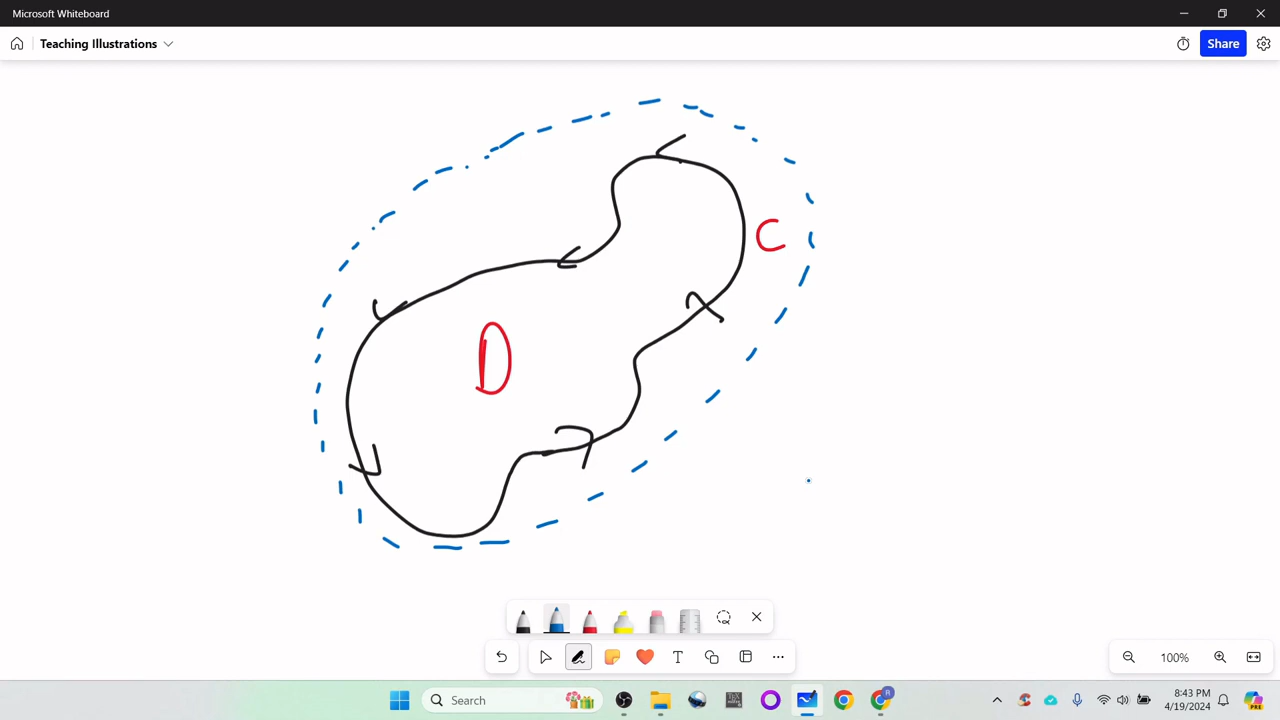 Microsoft Whiteboard
Teaching Illustrations
Share
C
D
100%
Search
8:43 PM
4/19/2024